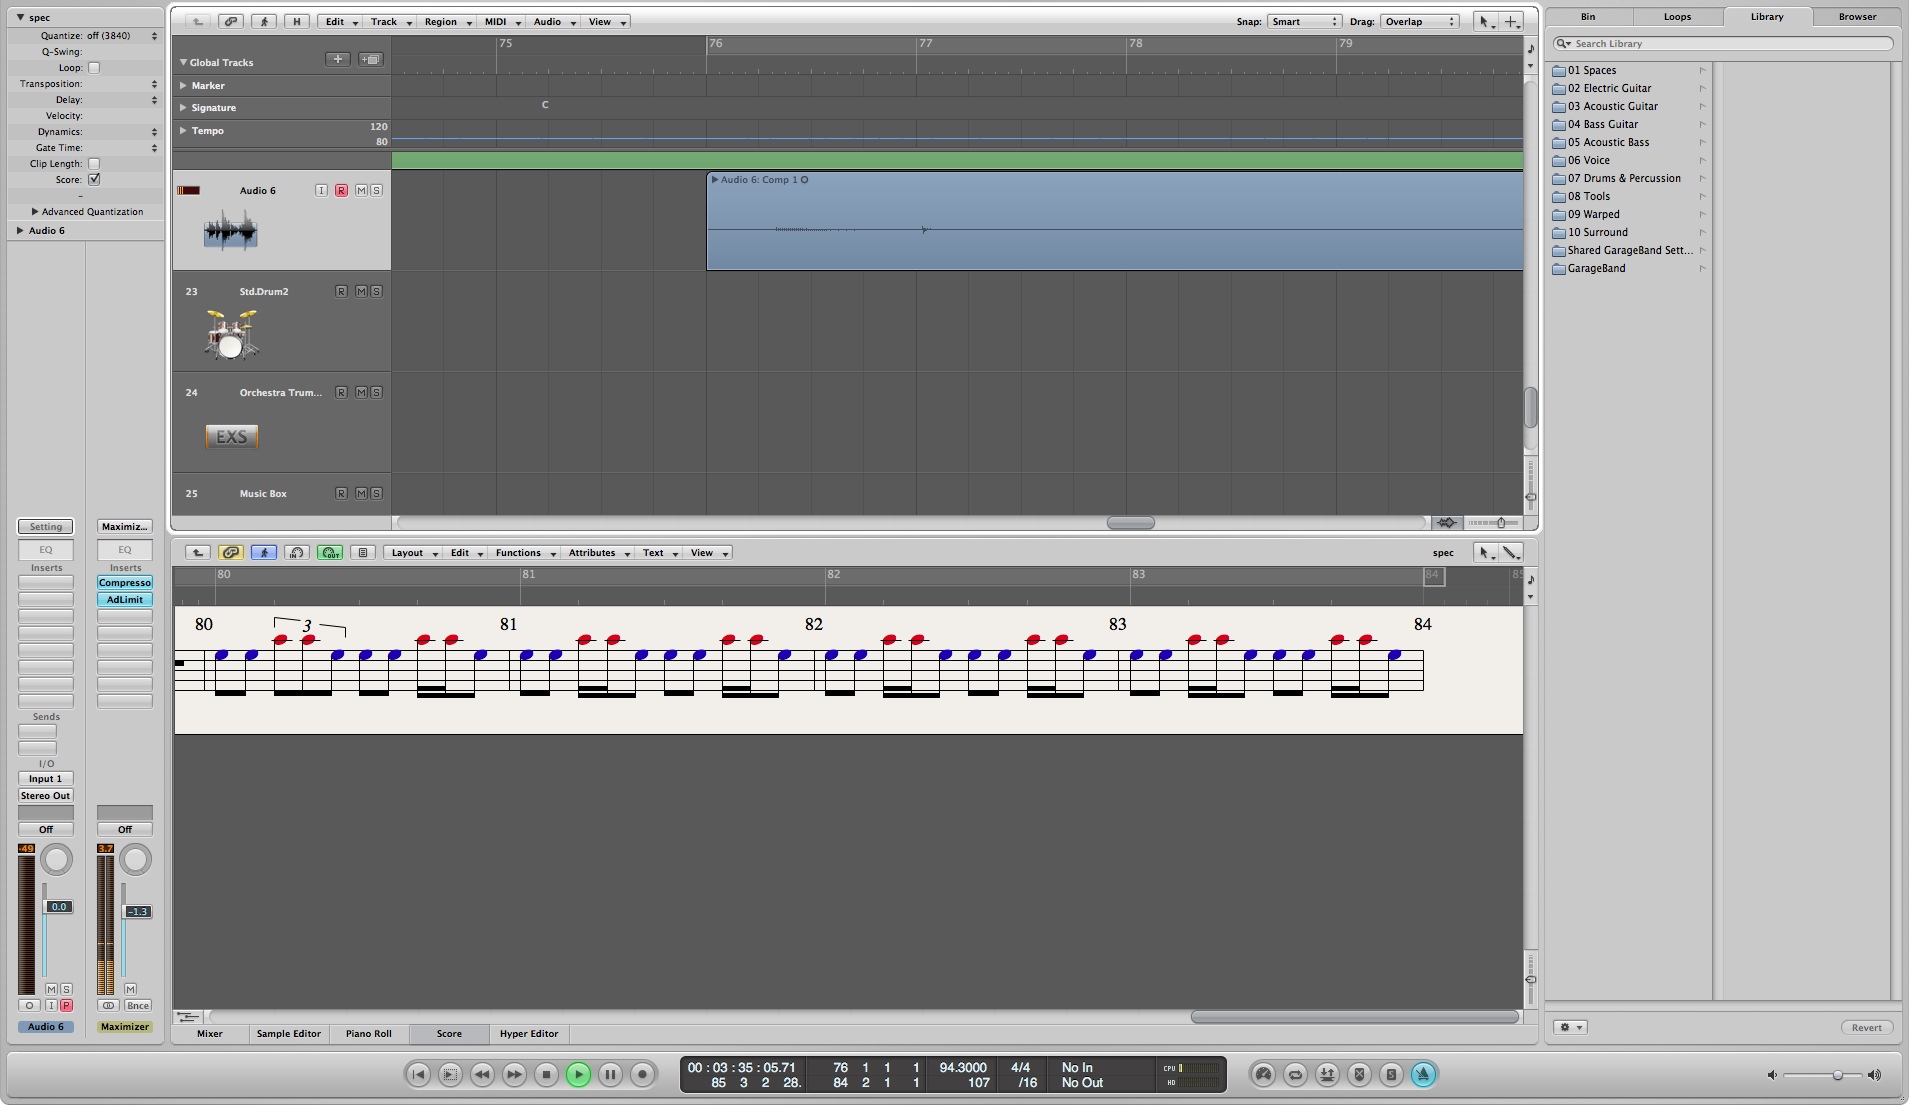 spec
Quantize: off (3840)
Q-Swing:
Loop:
Transposition:
Delay:
Velocity:
Dynamics:
Gate Time:
Clip Length:
Score:
–
Advanced Quantization
Audio 6
H Edit Track Region MIDI Audio View Snap: Smart Drag: Overlap
75 76 77 78 79
Global Tracks
Marker
Signature C
Tempo 120
80
Audio 6 I R M S
Audio 6: Comp 1
23 Std.Drum2 R M S
24 Orchestra Trum... R M S
EXS
25 Music Box R M S
Setting Maximiz...
EQ EQ
Inserts Inserts
Compresso
AdLimit
Sends
I/O
Input 1
Stereo Out
Off Off
-49 3.7
0.0 -1.3
M S M
O I R Bnce
Audio 6 Maximizer
IN OUT Layout Edit Functions Attributes Text View spec
80 81 82 83 84 85
80 3 81 82 83 84
Mixer Sample Editor Piano Roll Score Hyper Editor
Bin Loops Library Browser
Search Library
01 Spaces
02 Electric Guitar
03 Acoustic Guitar
04 Bass Guitar
05 Acoustic Bass
06 Voice
07 Drums & Percussion
08 Tools
09 Warped
10 Surround
Shared GarageBand Sett...
GarageBand
Revert
00 : 03 : 35 : 05.71 76 1 1 1 94.3000 4/4 No In CPU
85 3 2 28. 84 2 1 1 107 /16 No Out HD
S